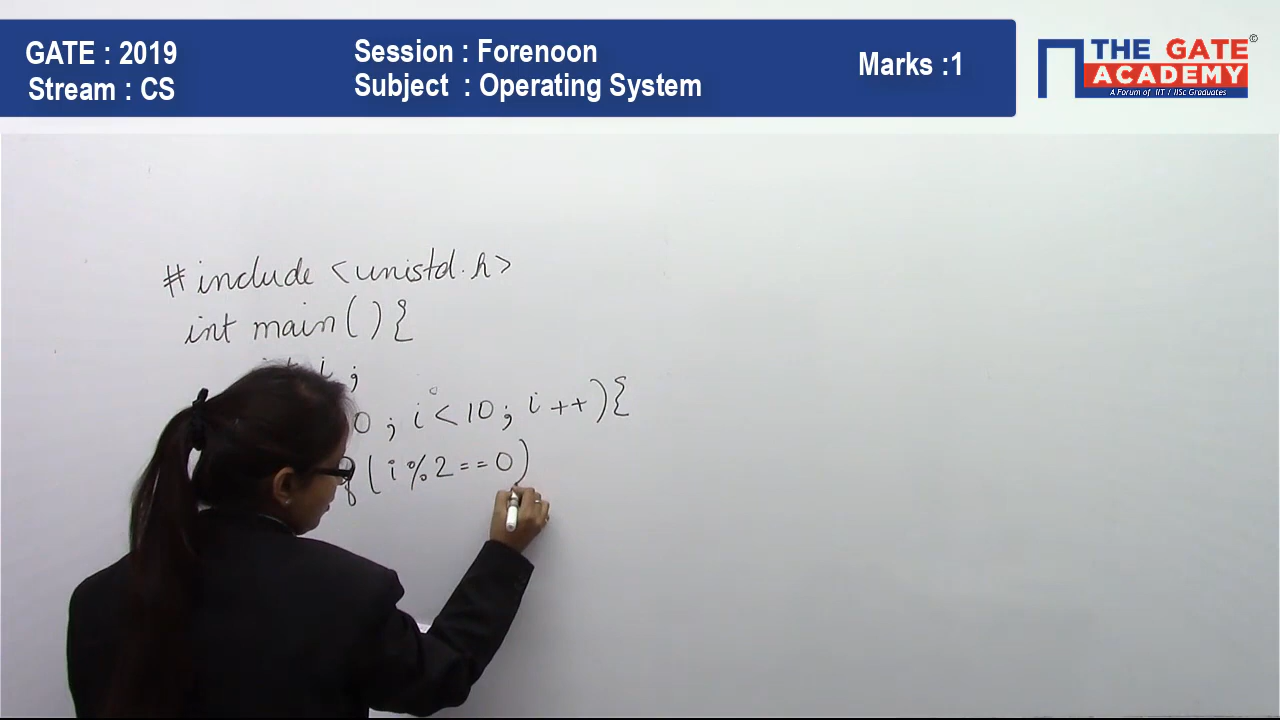 GATE : 2019
Stream : CS
Session : Forenoon
Subject : Operating System
Marks :1
THE GATE
ACADEMY
A Forum of IIT / IISc Graduates
©
#include <unistd.h>
int main(){
i ;
0 ; i < 10 ; i ++){
f ( i % 2 == 0)